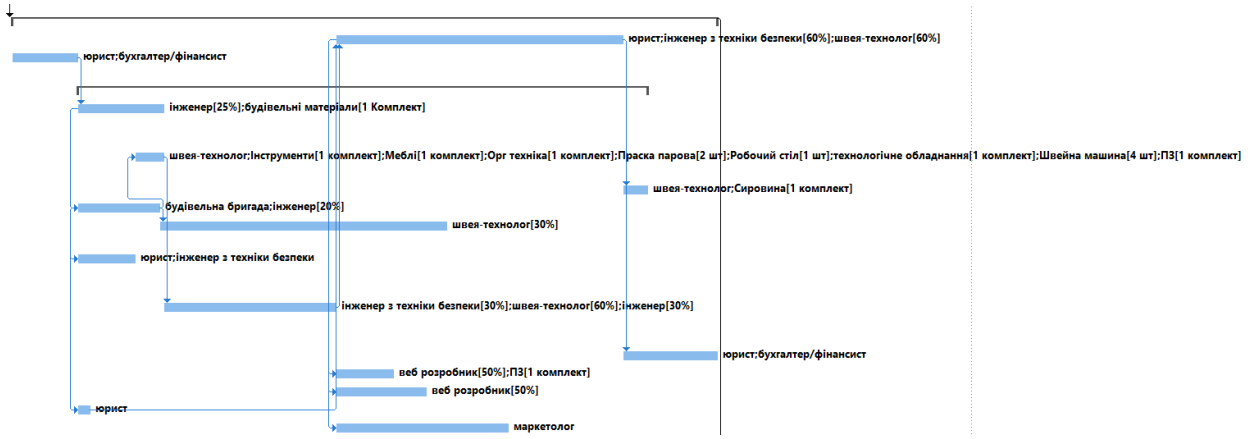 юрист;інженер з техніки безпеки[60%];швея-технолог[60%]
юрист;бухгалтер/фінансист
інженер[25%];будівельні матеріали[1 Комплект]
швея-технолог;Інструменти[1 комплект];Меблі[1 комплект];Орг техніка[1 комплект];Праска парова[2 шт];Робочий стіл[1 шт];технологічне обладнання[1 комплект];Швейна машина[4 шт];ПЗ[1 комплект]
швея-технолог;Сировина[1 комплект]
будівельна бригада;інженер[20%]
швея-технолог[30%]
юрист;інженер з техніки безпеки
інженер з техніки безпеки[30%];швея-технолог[60%];інженер[30%]
юрист;бухгалтер/фінансист
веб розробник[50%];ПЗ[1 комплект]
веб розробник[50%]
юрист
маркетолог